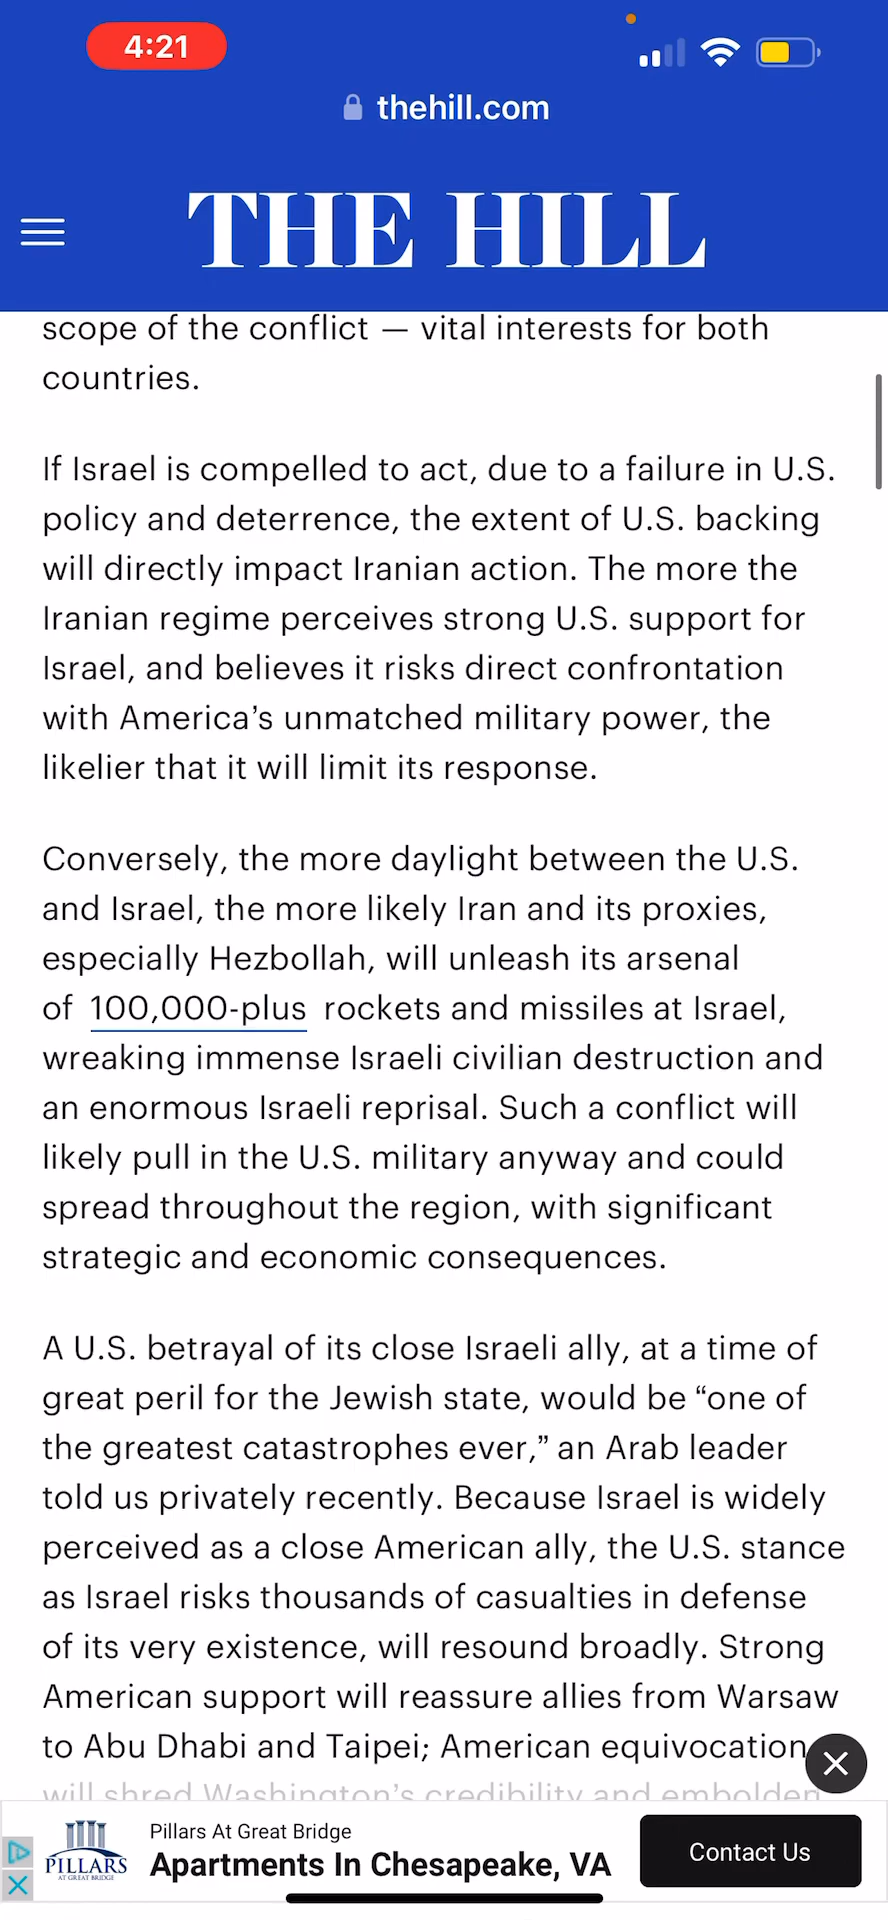 4:21
thehill.com
THE HILL
scope of the conflict — vital interests for both
countries.
If Israel is compelled to act, due to a failure in U.S.
policy and deterrence, the extent of U.S. backing
will directly impact Iranian action. The more the
Iranian regime perceives strong U.S. support for
Israel, and believes it risks direct confrontation
with America’s unmatched military power, the
likelier that it will limit its response.
Conversely, the more daylight between the U.S.
and Israel, the more likely Iran and its proxies,
especially Hezbollah, will unleash its arsenal
of 100,000-plus rockets and missiles at Israel,
wreaking immense Israeli civilian destruction and
an enormous Israeli reprisal. Such a conflict will
likely pull in the U.S. military anyway and could
spread throughout the region, with significant
strategic and economic consequences.
A U.S. betrayal of its close Israeli ally, at a time of
great peril for the Jewish state, would be “one of
the greatest catastrophes ever,” an Arab leader
told us privately recently. Because Israel is widely
perceived as a close American ally, the U.S. stance
as Israel risks thousands of casualties in defense
of its very existence, will resound broadly. Strong
American support will reassure allies from Warsaw
to Abu Dhabi and Taipei; American equivocation
will shred Washington’s credibility and embolden
Pillars At Great Bridge
Apartments In Chesapeake, VA
PILLARS
AT GREAT BRIDGE
Contact Us